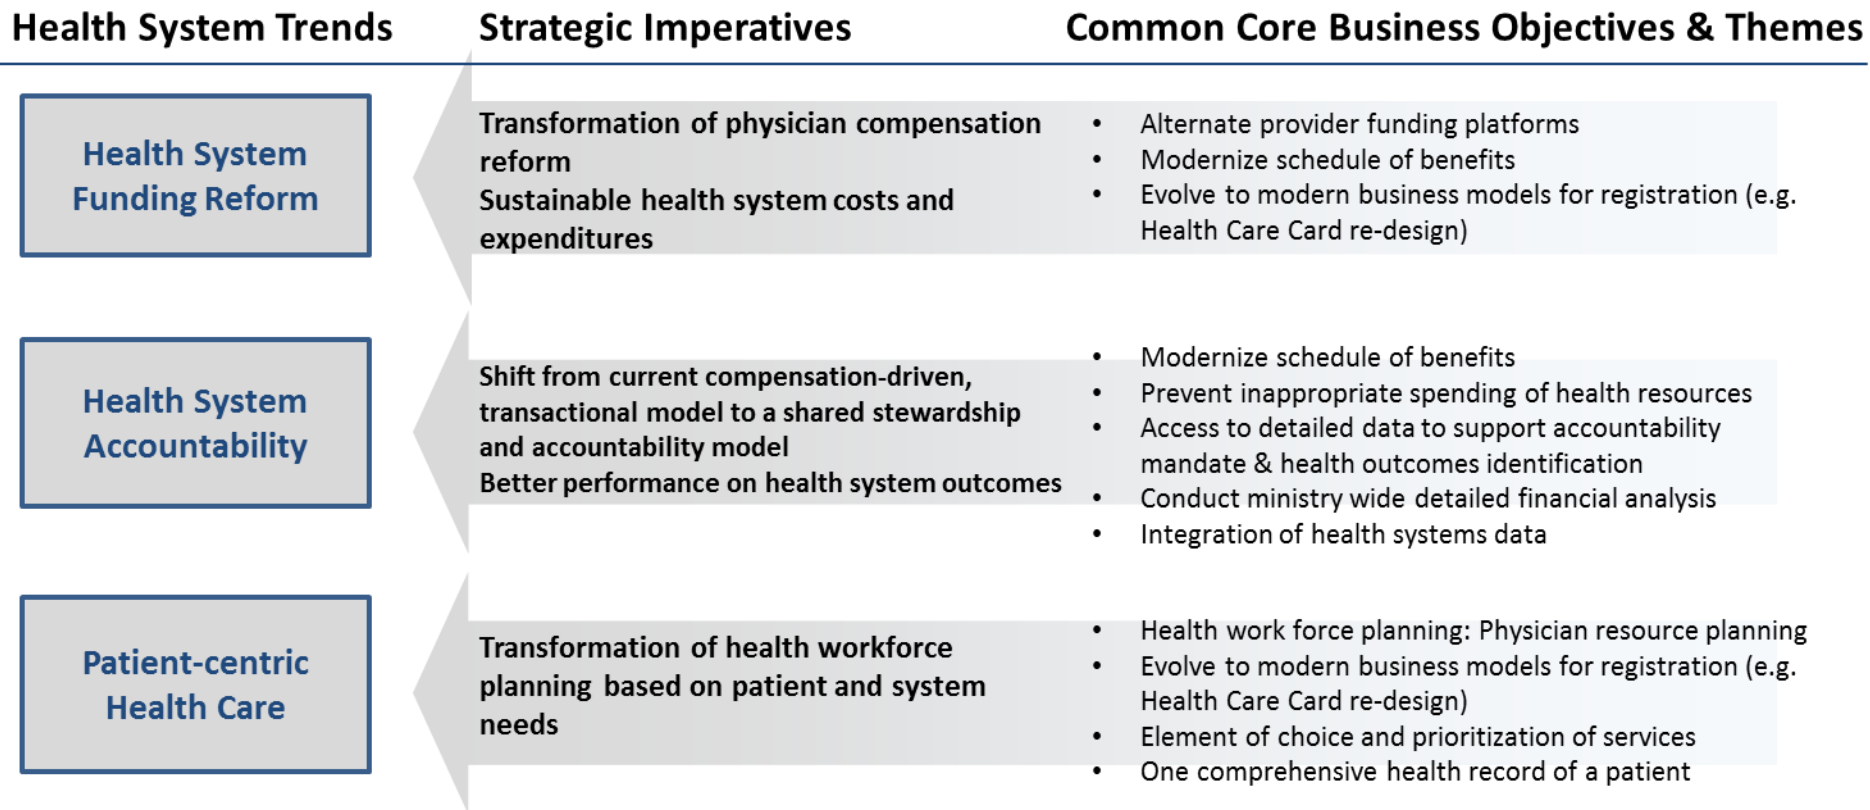 Health System Trends
Strategic Imperatives
Common Core Business Objectives & Themes
Health System
Funding Reform
Transformation of physician compensation
reform
Sustainable health system costs and
expenditures
• Alternate provider funding platforms
• Modernize schedule of benefits
• Evolve to modern business models for registration (e.g.
Health Care Card re-design)
Health System
Accountability
Shift from current compensation-driven,
transactional model to a shared stewardship
and accountability model
Better performance on health system outcomes
• Modernize schedule of benefits
• Prevent inappropriate spending of health resources
• Access to detailed data to support accountability
mandate & health outcomes identification
• Conduct ministry wide detailed financial analysis
• Integration of health systems data
Patient-centric
Health Care
Transformation of health workforce
planning based on patient and system
needs
• Health work force planning: Physician resource planning
• Evolve to modern business models for registration (e.g.
Health Care Card re-design)
• Element of choice and prioritization of services
• One comprehensive health record of a patient